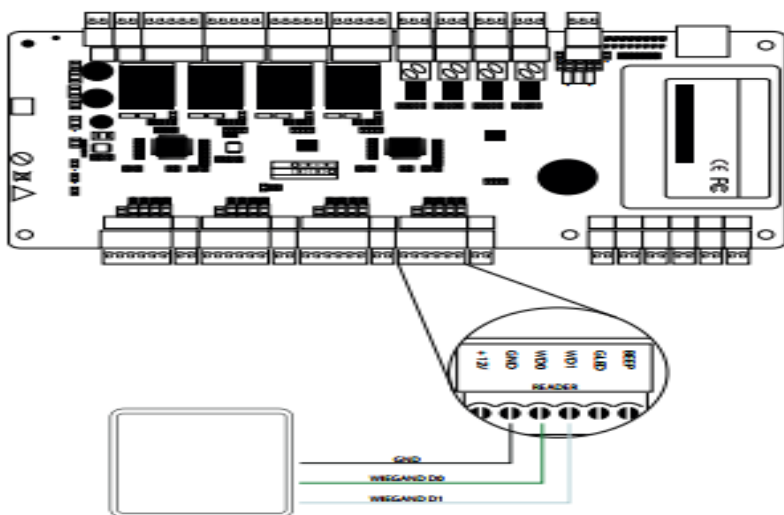 +12V GND WD0 WD1 GLED BEEP
READER
GND
WIEGAND D0
WIEGAND D1